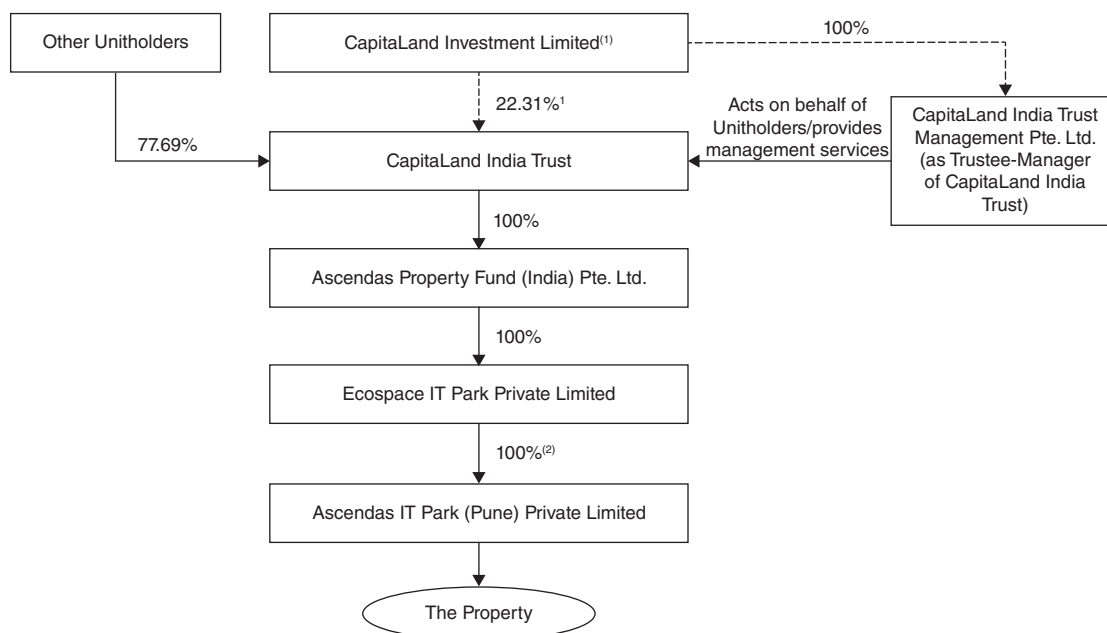 Other Unitholders
CapitaLand Investment Limited(1)
100%
22.31%1
77.69%
Acts on behalf of
Unitholders/provides
management services
CapitaLand India Trust
Management Pte. Ltd.
(as Trustee-Manager
of CapitaLand India
Trust)
CapitaLand India Trust
100%
Ascendas Property Fund (India) Pte. Ltd.
100%
Ecospace IT Park Private Limited
100%(2)
Ascendas IT Park (Pune) Private Limited
The Property